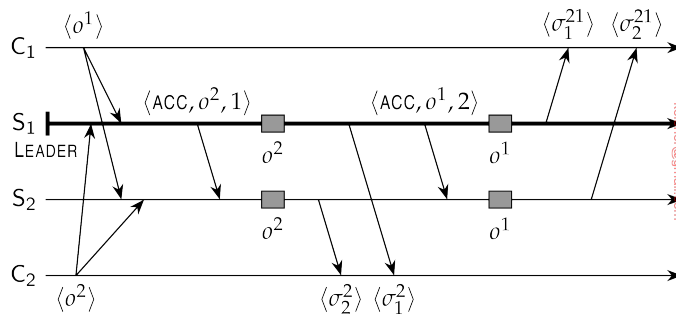 ⟨o¹⟩ ⟨σ₁²¹⟩ ⟨σ₂²¹⟩
C₁
⟨ACC, o², 1⟩ ⟨ACC, o¹, 2⟩
S₁
LEADER o² o¹
S₂
o² o¹
C₂
⟨o²⟩ ⟨σ₂²⟩ ⟨σ₁²⟩